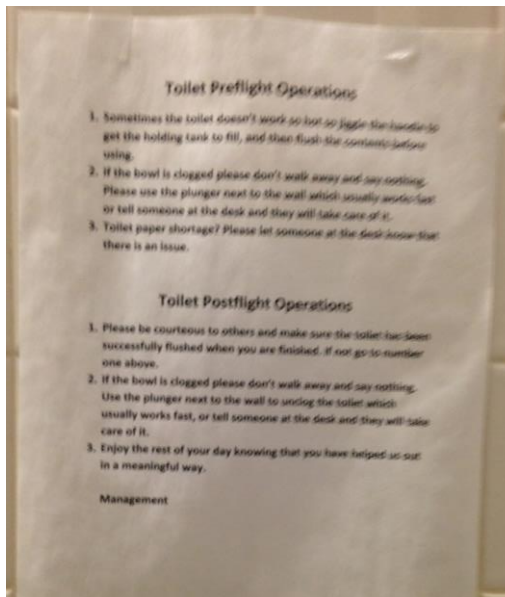 Toilet Preflight Operations
1. Sometimes the toilet doesn't work so hot so jiggle the handle to
get the holding tank to fill, and then flush the contents before
using.
2. If the bowl is clogged please don't walk away and say nothing.
Please use the plunger next to the wall which usually works fast
or tell someone at the desk and they will take care of it.
3. Toilet paper shortage? Please let someone at the desk know that
there is an issue.
Toilet Postflight Operations
1. Please be courteous to others and make sure the toilet has been
successfully flushed when you are finished. If not go to number
one above.
2. If the bowl is clogged please don't walk away and say nothing.
Use the plunger next to the wall to unclog the toilet which
usually works fast, or tell someone at the desk and they will take
care of it.
3. Enjoy the rest of your day knowing that you have helped us out
in a meaningful way.
Management